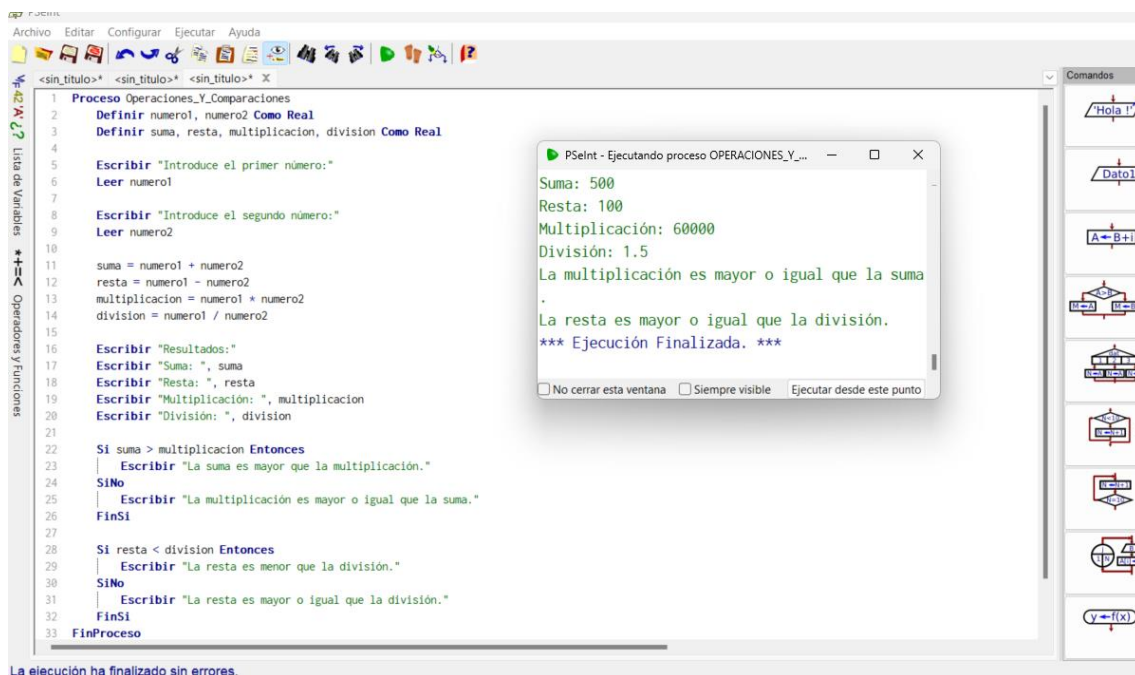 PSeInt
Archivo Editar Configurar Ejecutar Ayuda
<sin_titulo>* <sin_titulo>* <sin_titulo>* X
Comandos
Lista de Variables
Operadores y Funciones
1 Proceso Operaciones_Y_Comparaciones
2 Definir numero1, numero2 Como Real
3 Definir suma, resta, multiplicacion, division Como Real
4
5 Escribir "Introduce el primer número:"
6 Leer numero1
7
8 Escribir "Introduce el segundo número:"
9 Leer numero2
10
11 suma = numero1 + numero2
12 resta = numero1 - numero2
13 multiplicacion = numero1 * numero2
14 division = numero1 / numero2
15
16 Escribir "Resultados:"
17 Escribir "Suma: ", suma
18 Escribir "Resta: ", resta
19 Escribir "Multiplicación: ", multiplicacion
20 Escribir "División: ", division
21
22 Si suma > multiplicacion Entonces
23 Escribir "La suma es mayor que la multiplicación."
24 SiNo
25 Escribir "La multiplicación es mayor o igual que la suma."
26 FinSi
27
28 Si resta < division Entonces
29 Escribir "La resta es menor que la división."
30 SiNo
31 Escribir "La resta es mayor o igual que la división."
32 FinSi
33 FinProceso
PSeInt - Ejecutando proceso OPERACIONES_Y_...
Suma: 500
Resta: 100
Multiplicación: 60000
División: 1.5
La multiplicación es mayor o igual que la suma
.
La resta es mayor o igual que la división.
*** Ejecución Finalizada. ***
No cerrar esta ventana Siempre visible Ejecutar desde este punto
'Hola !'
Dato1
A←B+i
A>B
y←f(x)
La ejecución ha finalizado sin errores.